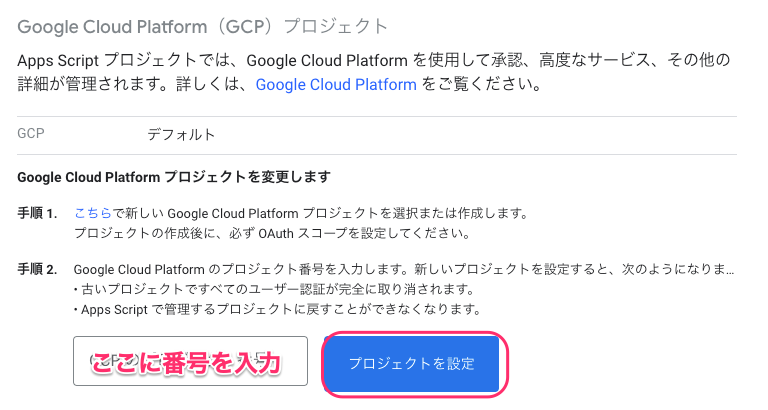 Google Cloud Platform（GCP）プロジェクト
Apps Script プロジェクトでは、Google Cloud Platform を使用して承認、高度なサービス、その他の
詳細が管理されます。詳しくは、Google Cloud Platform をご覧ください。
GCP デフォルト
Google Cloud Platform プロジェクトを変更します
手順 1. こちらで新しい Google Cloud Platform プロジェクトを選択または作成します。
プロジェクトの作成後に、必ず OAuth スコープを設定してください。
手順 2. Google Cloud Platform のプロジェクト番号を入力します。新しいプロジェクトを設定すると、次のようになりま...
• 古いプロジェクトですべてのユーザー認証が完全に取り消されます。
• Apps Script で管理するプロジェクトに戻すことができなくなります。
ここに番号を入力 プロジェクトを設定